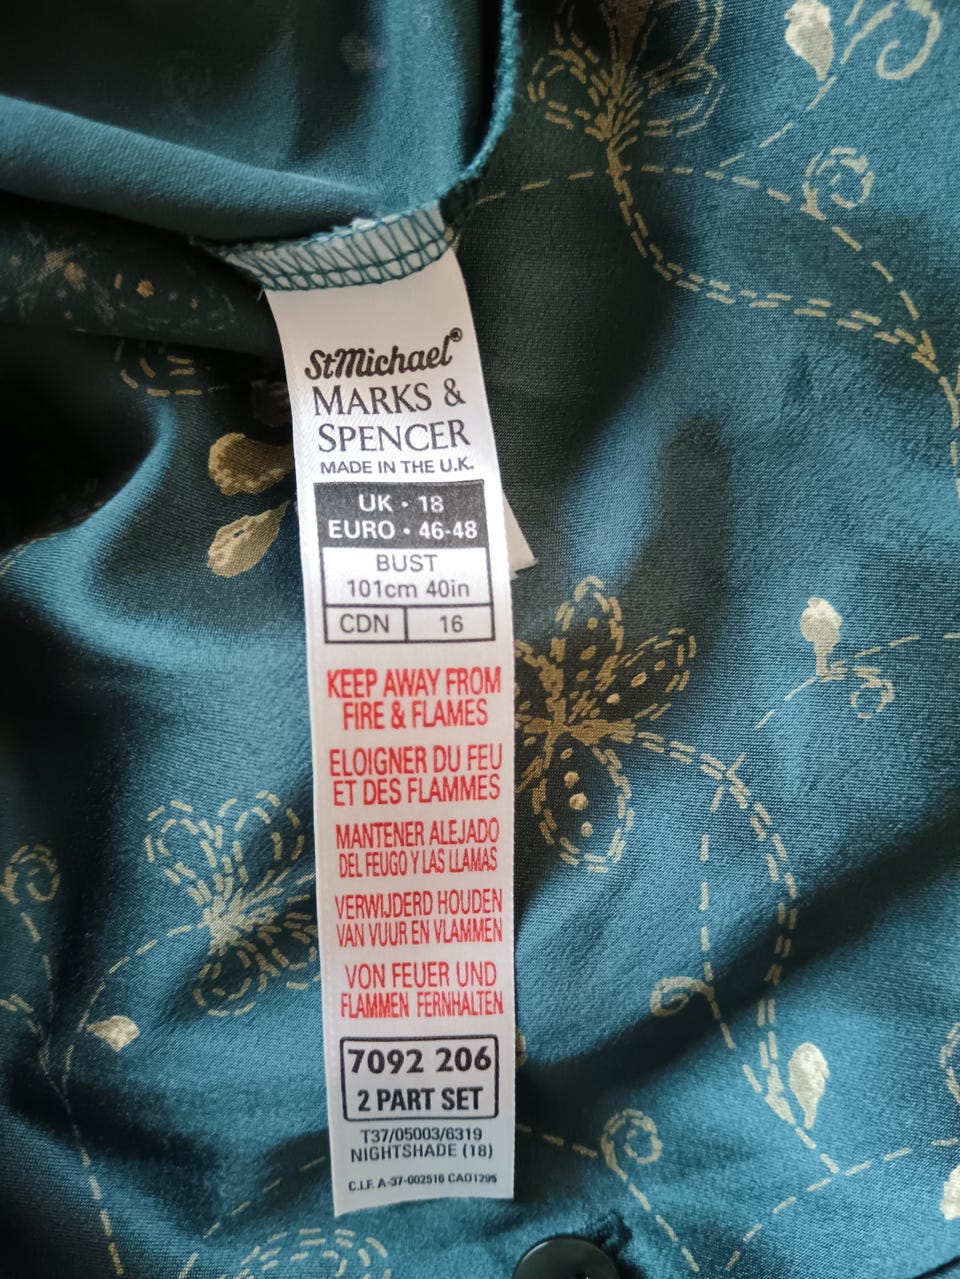 StMichael®
MARKS &
SPENCER
MADE IN THE U.K.
UK · 18
EURO · 46-48
BUST
101cm 40in
CDN 16
KEEP AWAY FROM
FIRE & FLAMES
ELOIGNER DU FEU
ET DES FLAMMES
MANTENER ALEJADO
DEL FEUGO Y LAS LLAMAS
VERWIJDERD HOUDEN
VAN VUUR EN VLAMMEN
VON FEUER UND
FLAMMEN FERNHALTEN
7092 206
2 PART SET
T37/05003/6319
NIGHTSHADE (18)
C.I.F. A-37-002516 CA01295